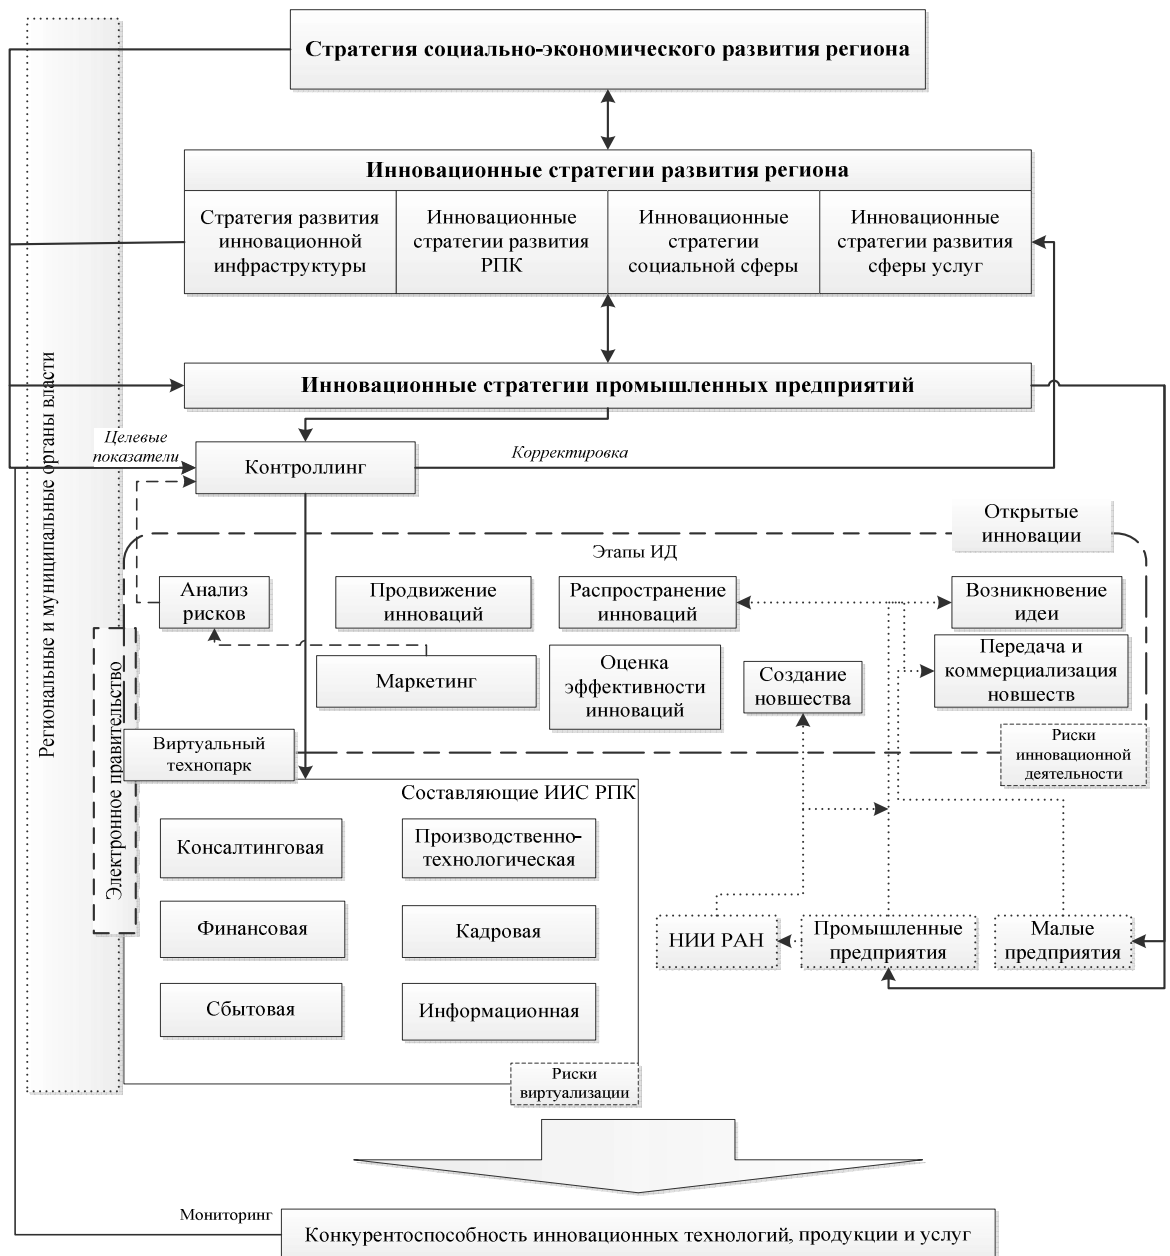 Стратегия социально-экономического развития региона
Инновационные стратегии развития региона
Стратегия развития
инновационной
инфраструктуры
Инновационные
стратегии развития
РПК
Инновационные
стратегии
социальной сферы
Инновационные
стратегии развития
сферы услуг
Региональные и муниципальные органы власти
Инновационные стратегии промышленных предприятий
Целевые
показатели
Контроллинг
Корректировка
Открытые
инновации
Этапы ИД
Анализ
рисков
Продвижение
инноваций
Распространение
инноваций
Возникновение
идеи
Маркетинг
Оценка
эффективности
инноваций
Создание
новшества
Передача и
коммерциализация
новшеств
Электронное правительство
Виртуальный
технопарк
Риски
инновационной
деятельности
Составляющие ИИС РПК
Консалтинговая
Производственно-
технологическая
Финансовая
Кадровая
Сбытовая
Информационная
НИИ РАН
Промышленные
предприятия
Малые
предприятия
Риски
виртуализации
Мониторинг
Конкурентоспособность инновационных технологий, продукции и услуг